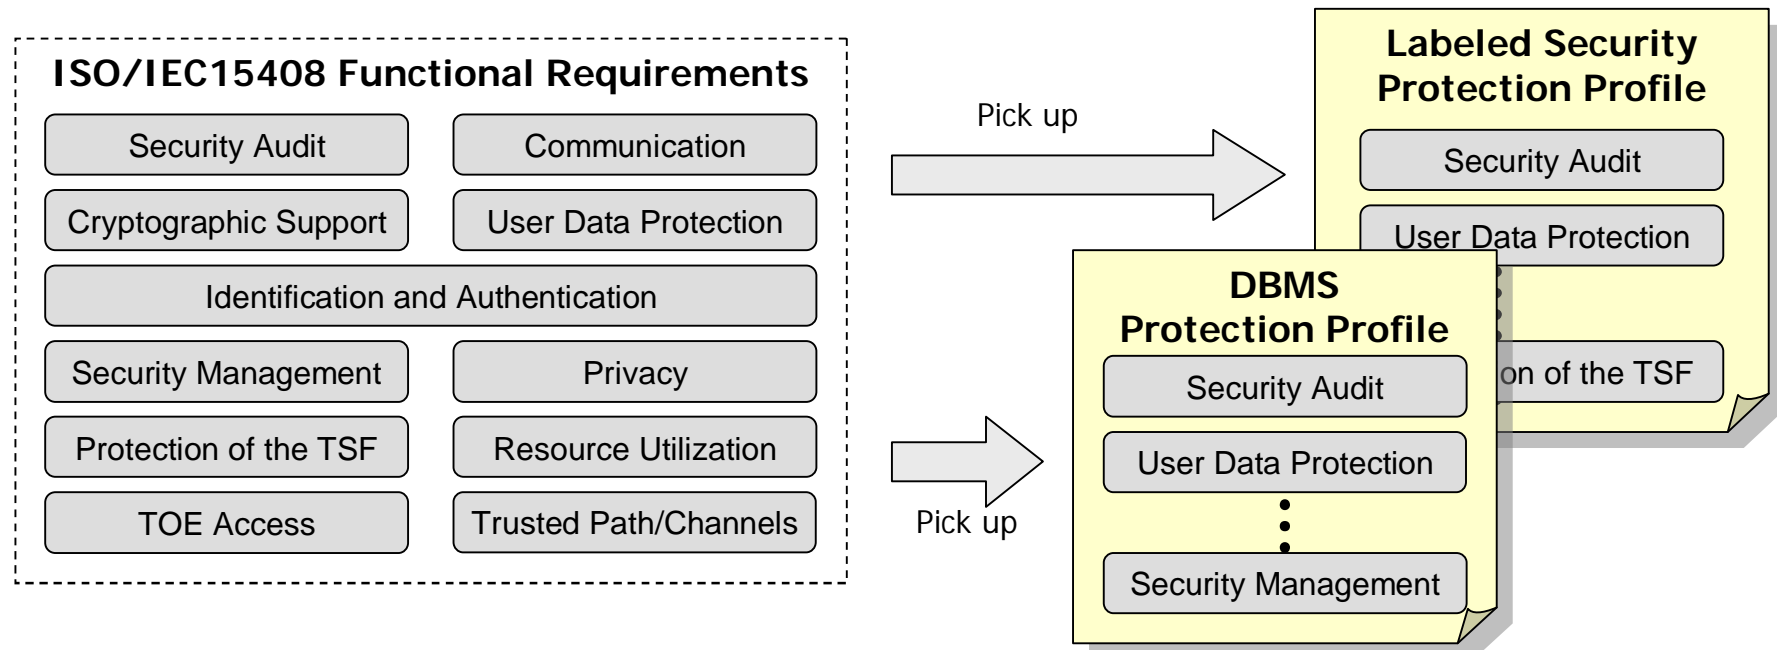 ISO/IEC15408 Functional Requirements
Security Audit
Communication
Cryptographic Support
User Data Protection
Identification and Authentication
Security Management
Privacy
Protection of the TSF
Resource Utilization
TOE Access
Trusted Path/Channels
Pick up
Pick up
Labeled Security
Protection Profile
Security Audit
User Data Protection
on of the TSF
DBMS
Protection Profile
Security Audit
User Data Protection
Security Management